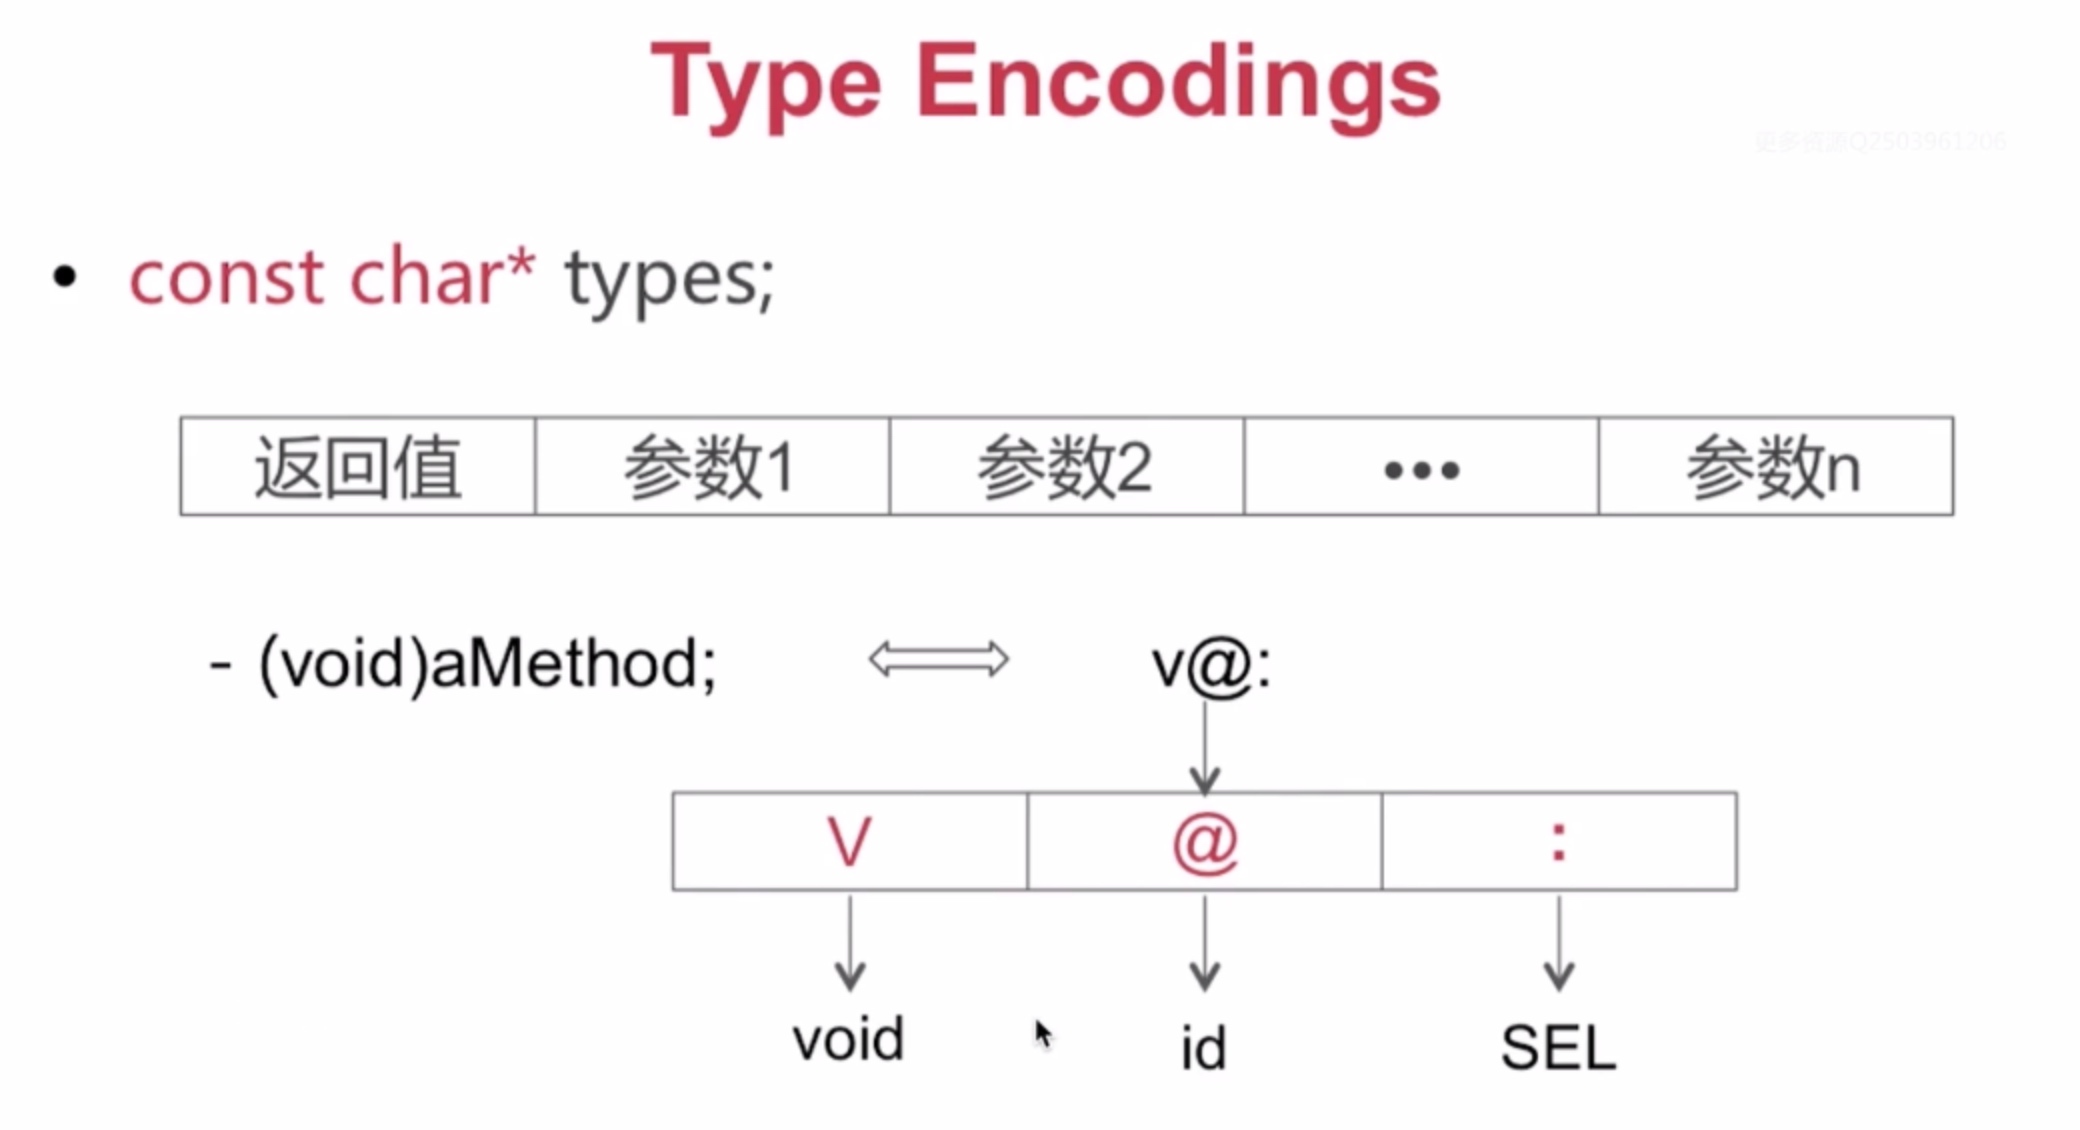 Type Encodings
更多资源Q2503961206
• const char* types;
返回值 参数1 参数2 ••• 参数n
- (void)aMethod; v@:
V @ :
void id SEL